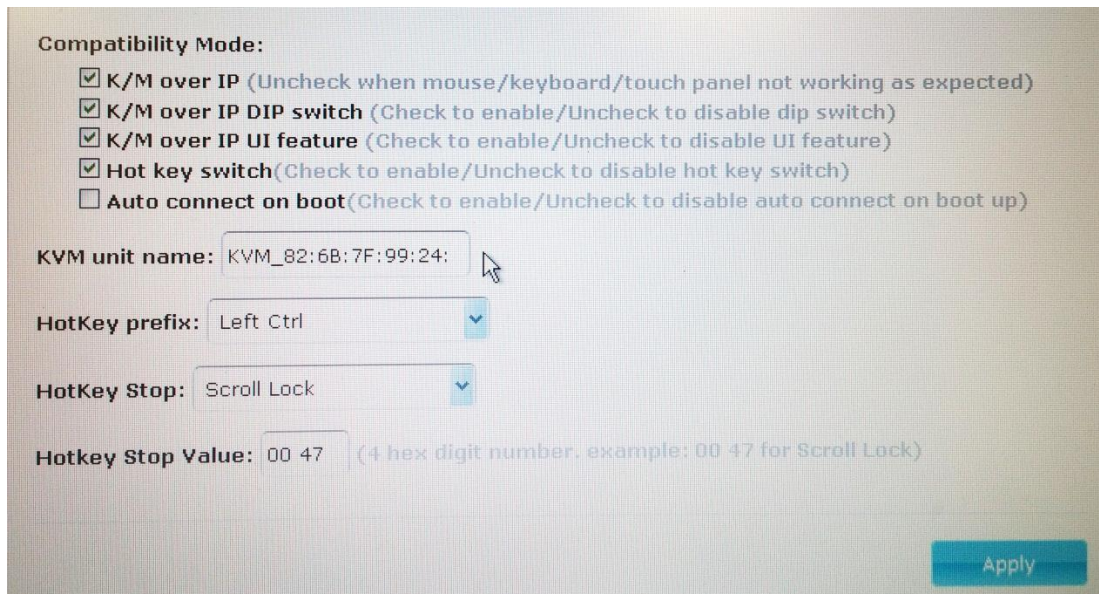 Compatibility Mode:
K/M over IP (Uncheck when mouse/keyboard/touch panel not working as expected)
K/M over IP DIP switch (Check to enable/Uncheck to disable dip switch)
K/M over IP UI feature (Check to enable/Uncheck to disable UI feature)
Hot key switch(Check to enable/Uncheck to disable hot key switch)
Auto connect on boot(Check to enable/Uncheck to disable auto connect on boot up)
KVM unit name: KVM_82:6B:7F:99:24:
HotKey prefix: Left Ctrl
HotKey Stop: Scroll Lock
Hotkey Stop Value: 00 47 (4 hex digit number. example: 00 47 for Scroll Lock)
Apply